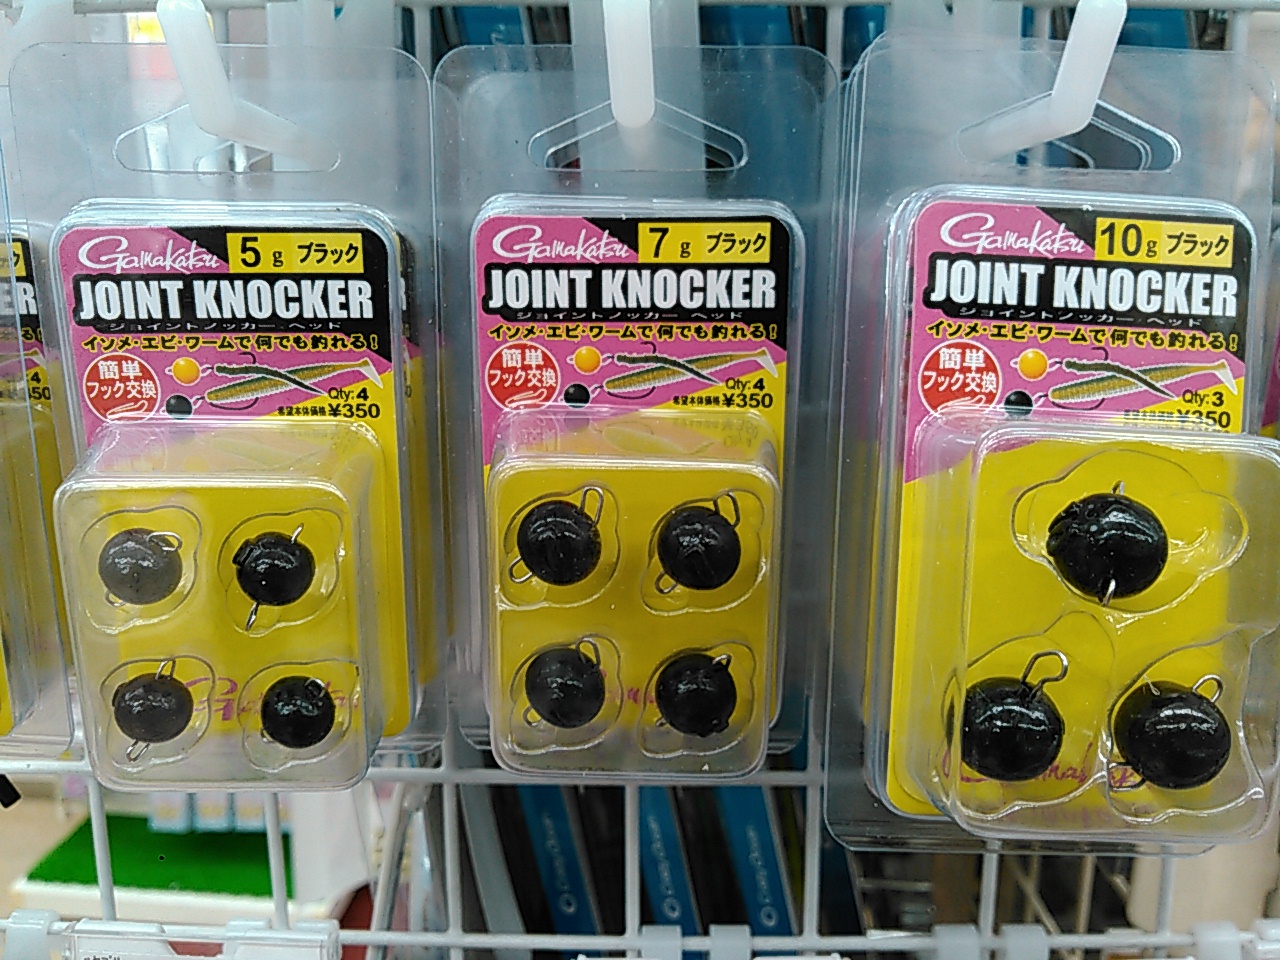 Gamakatsu 5g ブラック
JOINT KNOCKER
ジョイントノッカー ヘッド
イソメ・エビ・ワームで何でも釣れる!
簡単
フック交換
Qty: 4
希望本体価格 ¥350
Gamakatsu 7g ブラック
JOINT KNOCKER
ジョイントノッカー ヘッド
イソメ・エビ・ワームで何でも釣れる!
簡単
フック交換
Qty: 4
希望本体価格 ¥350
Gamakatsu 10g ブラック
JOINT KNOCKER
ジョイントノッカー ヘッド
イソメ・エビ・ワームで何でも釣れる!
簡単
フック交換
Qty: 3
¥350